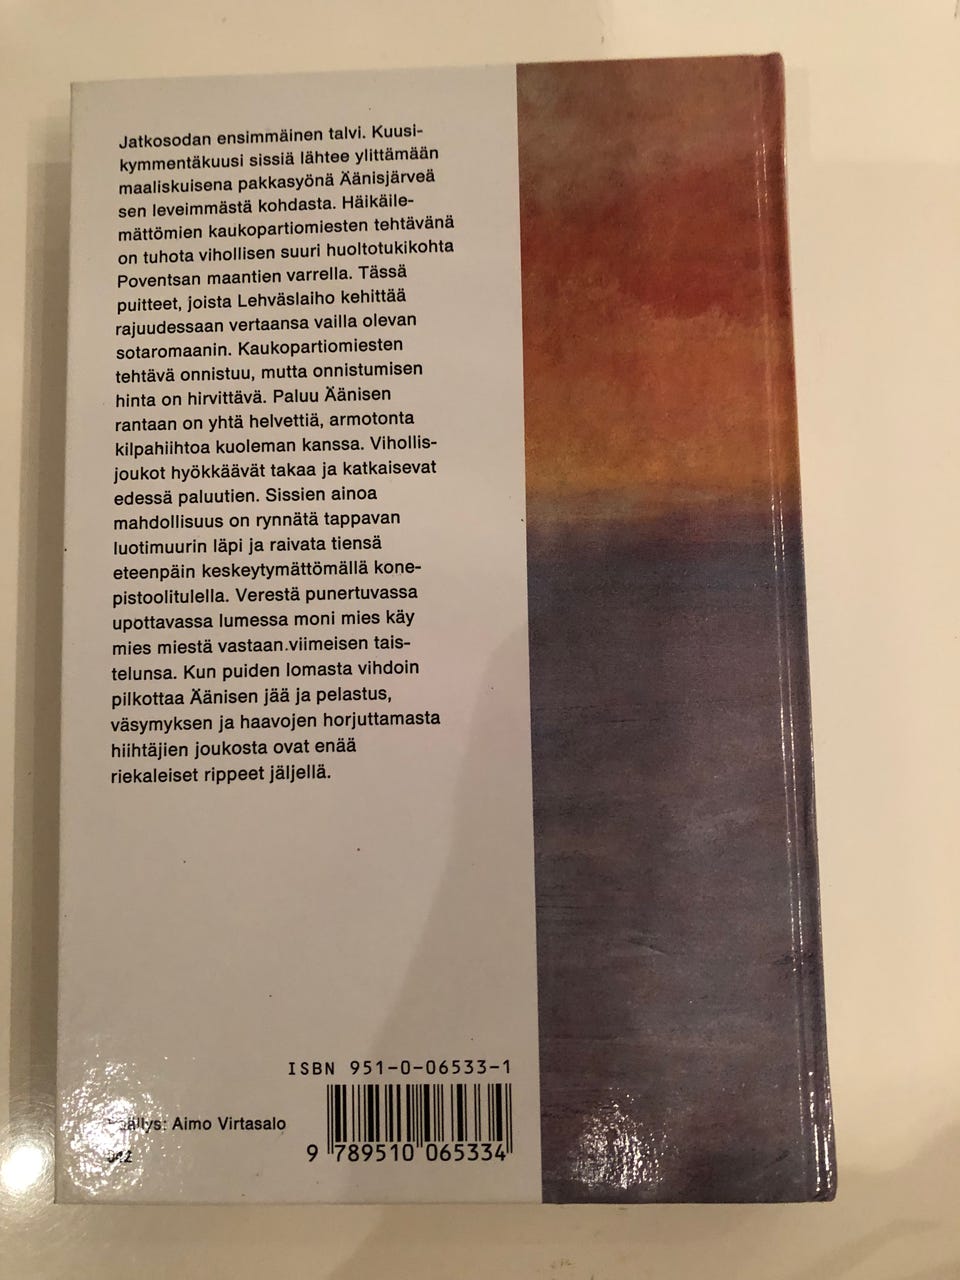 Jatkosodan ensimmäinen talvi. Kuusi-
kymmentäkuusi sissiä lähtee ylittämään
maaliskuisena pakkasyönä Äänisjärveä
sen leveimmästä kohdasta. Häikäile-
mättömien kaukopartiomiesten tehtävänä
on tuhota vihollisen suuri huoltotukikohta
Poventsan maantien varrella. Tässä
puitteet, joista Lehväslaiho kehittää
rajuudessaan vertaansa vailla olevan
sotaromaanin. Kaukopartiomiesten
tehtävä onnistuu, mutta onnistumisen
hinta on hirvittävä. Paluu Äänisen
rantaan on yhtä helvettiä, armotonta
kilpahiihtoa kuoleman kanssa. Vihollis-
joukot hyökkäävät takaa ja katkaisevat
edessä paluutien. Sissien ainoa
mahdollisuus on rynnätä tappavan
luotimuurin läpi ja raivata tiensä
eteenpäin keskeytymättömällä kone-
pistoolitulella. Verestä punertuvassa
upottavassa lumessa moni mies käy
mies miestä vastaan viimeisen tais-
telunsa. Kun puiden lomasta vihdoin
pilkottaa Äänisen jää ja pelastus,
väsymyksen ja haavojen horjuttamasta
hiihtäjien joukosta ovat enää
riekaleiset rippeet jäljellä.
ISBN 951-0-06533-1
Aimo Virtasalo
9 789510 065334